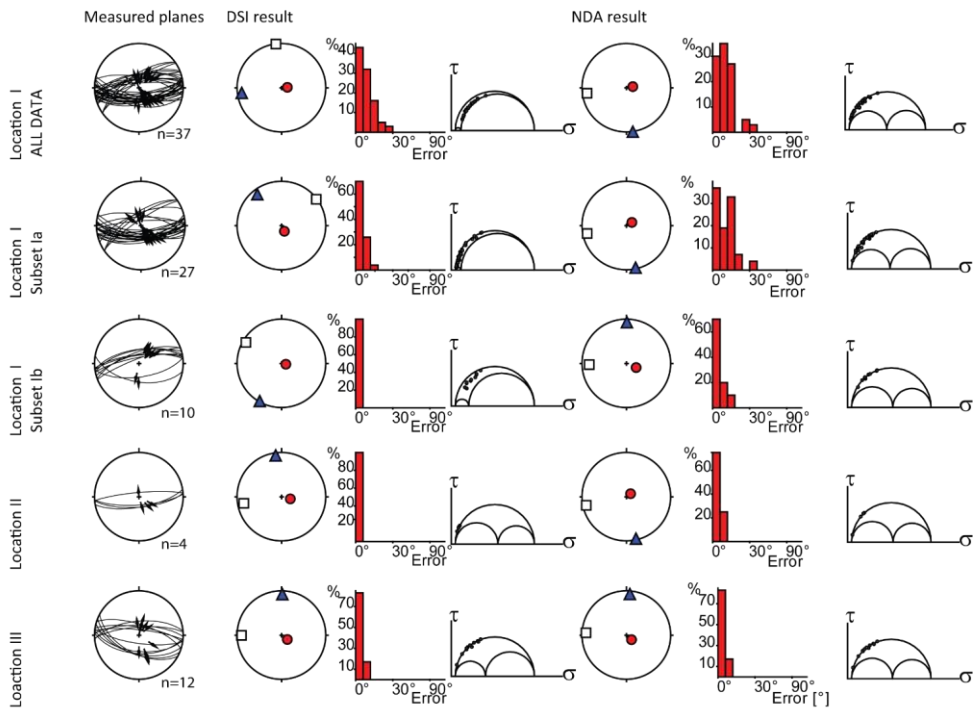 Measured planes DSI result NDA result
Location I
ALL DATA
n=37
%
40
30
20
10
0° 30° 90°
Error
τ
σ
%
30
20
10
0° 30° 90°
Error
τ
σ
Location I
Subset Ia
n=27
%
60
40
20
0° 30° 90°
Error
τ
σ
%
30
20
10
0° 30° 90°
Error
τ
σ
Location I
Subset Ib
n=10
%
80
60
40
20
0° 30° 90°
Error
τ
σ
%
60
40
20
0° 30° 90°
Error
τ
σ
Location II
n=4
%
80
60
40
20
0° 30° 90°
Error
τ
σ
%
60
40
20
0° 30° 90°
Error
τ
σ
Loaction III
n=12
%
70
50
30
10
0° 30° 90°
Error
τ
σ
%
70
50
30
10
0° 30° 90°
Error [°]
τ
σ